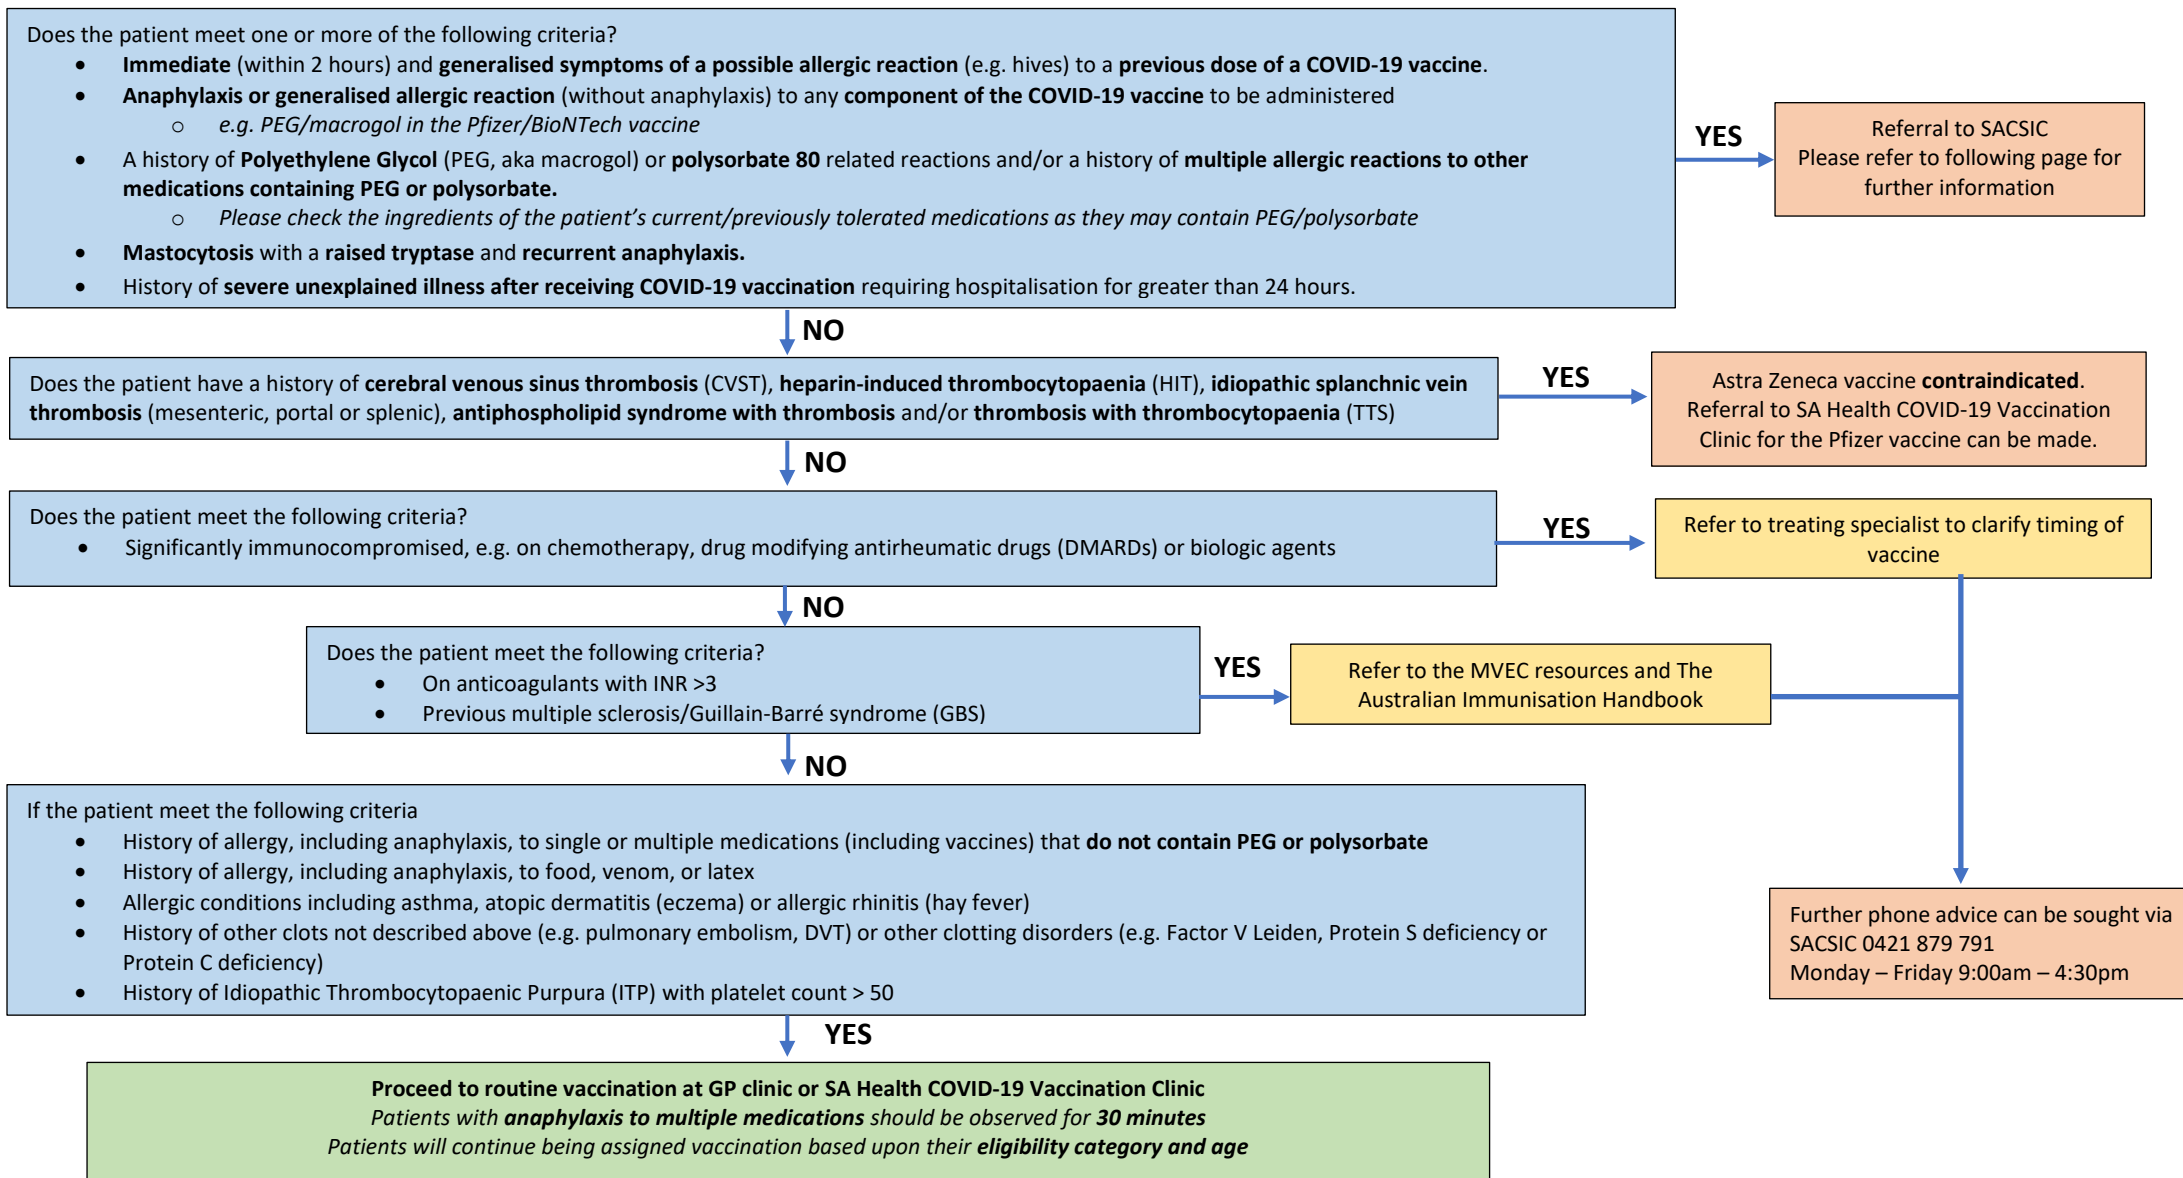 Does the patient meet one or more of the following criteria?
• Immediate (within 2 hours) and generalised symptoms of a possible allergic reaction (e.g. hives) to a previous dose of a COVID-19 vaccine.
• Anaphylaxis or generalised allergic reaction (without anaphylaxis) to any component of the COVID-19 vaccine to be administered
o e.g. PEG/macrogol in the Pfizer/BioNTech vaccine
• A history of Polyethylene Glycol (PEG, aka macrogol) or polysorbate 80 related reactions and/or a history of multiple allergic reactions to other
medications containing PEG or polysorbate.
o Please check the ingredients of the patient's current/previously tolerated medications as they may contain PEG/polysorbate
• Mastocytosis with a raised tryptase and recurrent anaphylaxis.
• History of severe unexplained illness after receiving COVID-19 vaccination requiring hospitalisation for greater than 24 hours.
YES
Referral to SACSIC
Please refer to following page for
further information
NO
Does the patient have a history of cerebral venous sinus thrombosis (CVST), heparin-induced thrombocytopaenia (HIT), idiopathic splanchnic vein
thrombosis (mesenteric, portal or splenic), antiphospholipid syndrome with thrombosis and/or thrombosis with thrombocytopaenia (TTS)
YES
Astra Zeneca vaccine contraindicated.
Referral to SA Health COVID-19 Vaccination
Clinic for the Pfizer vaccine can be made.
NO
Does the patient meet the following criteria?
• Significantly immunocompromised, e.g. on chemotherapy, drug modifying antirheumatic drugs (DMARDs) or biologic agents
YES
Refer to treating specialist to clarify timing of
vaccine
NO
Does the patient meet the following criteria?
• On anticoagulants with INR >3
• Previous multiple sclerosis/Guillain-Barré syndrome (GBS)
YES
Refer to the MVEC resources and The
Australian Immunisation Handbook
NO
If the patient meet the following criteria
• History of allergy, including anaphylaxis, to single or multiple medications (including vaccines) that do not contain PEG or polysorbate
• History of allergy, including anaphylaxis, to food, venom, or latex
• Allergic conditions including asthma, atopic dermatitis (eczema) or allergic rhinitis (hay fever)
• History of other clots not described above (e.g. pulmonary embolism, DVT) or other clotting disorders (e.g. Factor V Leiden, Protein S deficiency or
Protein C deficiency)
• History of Idiopathic Thrombocytopaenic Purpura (ITP) with platelet count > 50
Further phone advice can be sought via
SACSIC 0421 879 791
Monday – Friday 9:00am – 4:30pm
YES
Proceed to routine vaccination at GP clinic or SA Health COVID-19 Vaccination Clinic
Patients with anaphylaxis to multiple medications should be observed for 30 minutes
Patients will continue being assigned vaccination based upon their eligibility category and age